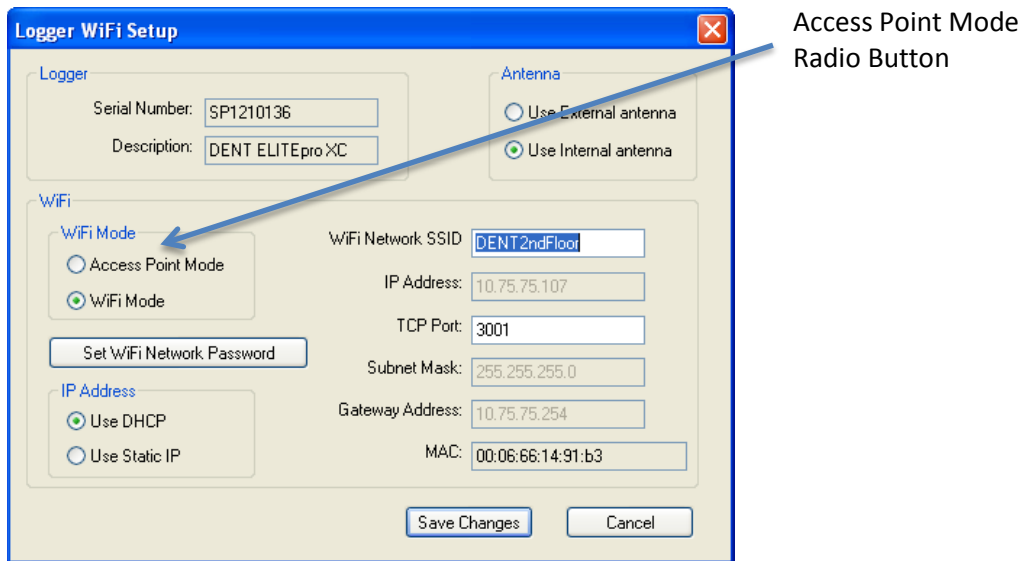 Logger WiFi Setup
Access Point Mode
Radio Button
Logger
Serial Number: SP1210136
Description: DENT ELITEpro XC
Antenna
Use External antenna
Use Internal antenna
WiFi
WiFi Mode
Access Point Mode
WiFi Mode
Set WiFi Network Password
IP Address
Use DHCP
Use Static IP
WiFi Network SSID DENT2ndFloor
IP Address: 10.75.75.107
TCP Port: 3001
Subnet Mask: 255.255.255.0
Gateway Address: 10.75.75.254
MAC: 00:06:66:14:91:b3
Save Changes
Cancel